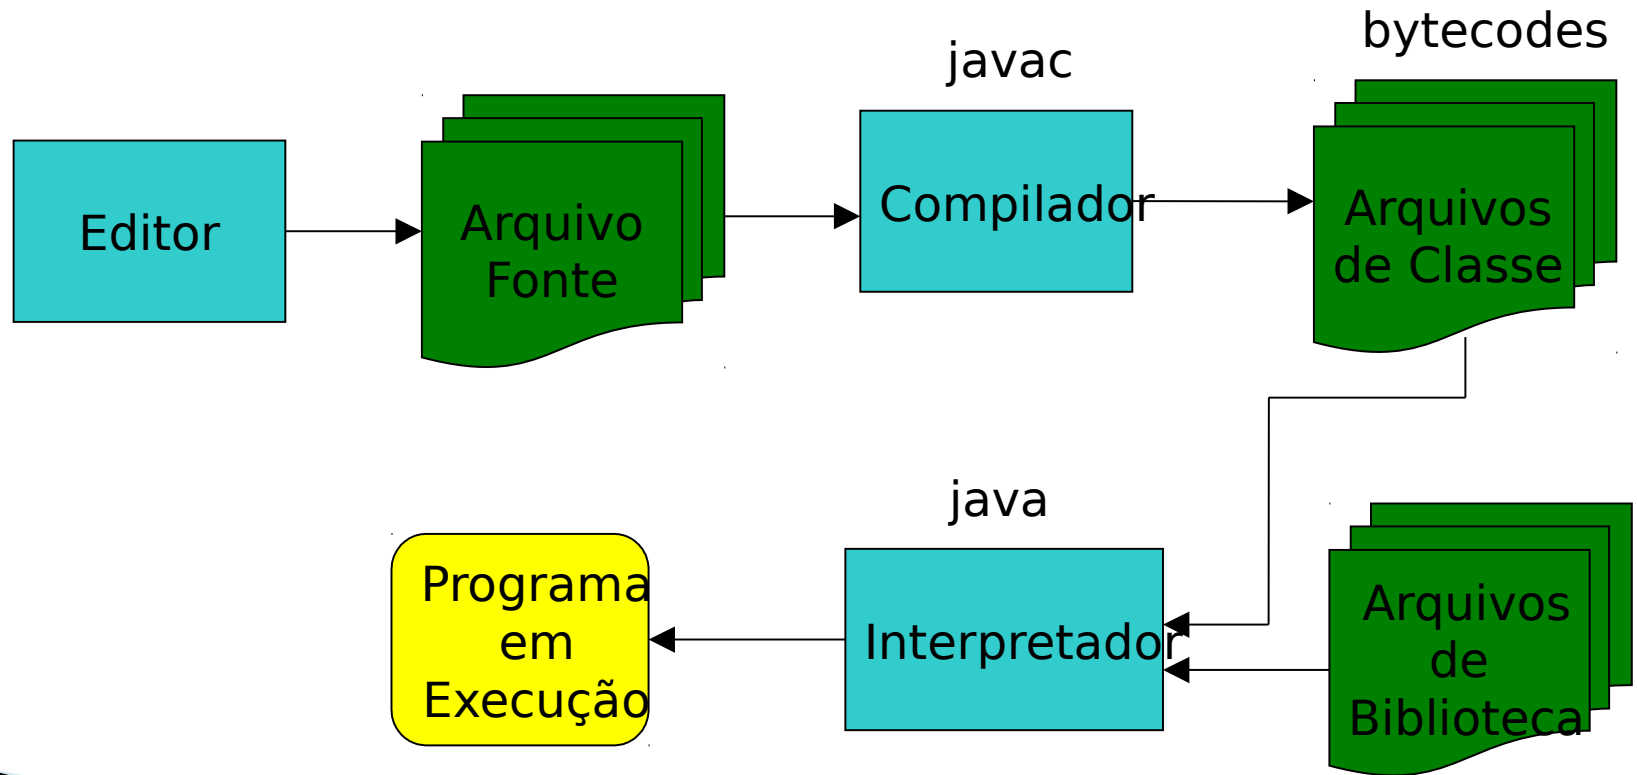 bytecodes
javac
Editor
Arquivo
Fonte
Compilador
Arquivos
de Classe
java
Programa
em
Execução
Interpretador
Arquivos
de
Biblioteca